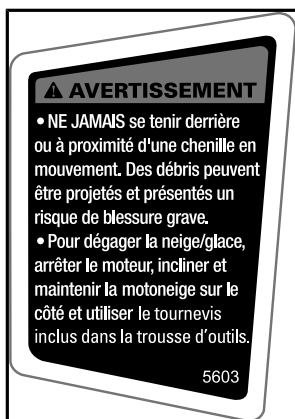 ⚠ AVERTISSEMENT
• NE JAMAIS se tenir derrière
ou à proximité d'une chenille en
mouvement. Des débris peuvent
être projetés et présentés un
risque de blessure grave.
• Pour dégager la neige/glace,
arrêter le moteur, incliner et
maintenir la motoneige sur le
côté et utiliser le tournevis
inclus dans la trousse d'outils.
5603